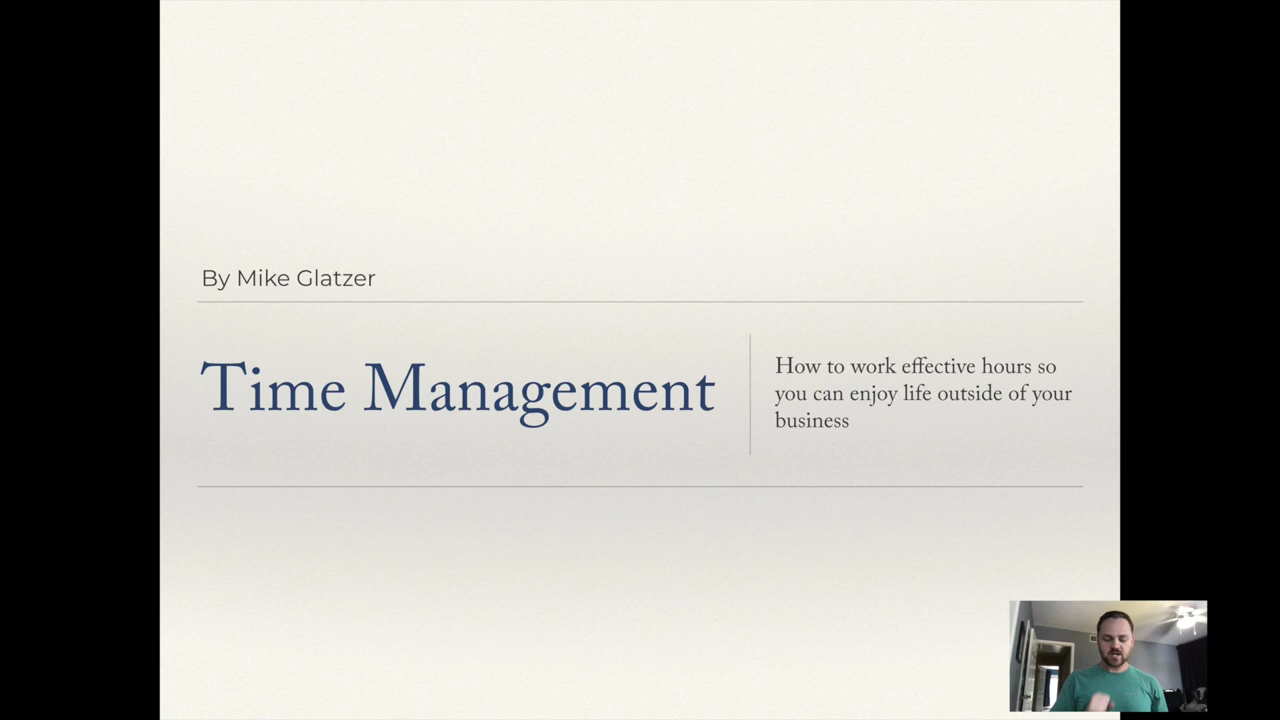 By Mike Glatzer
Time Management
How to work effective hours so
you can enjoy life outside of your
business